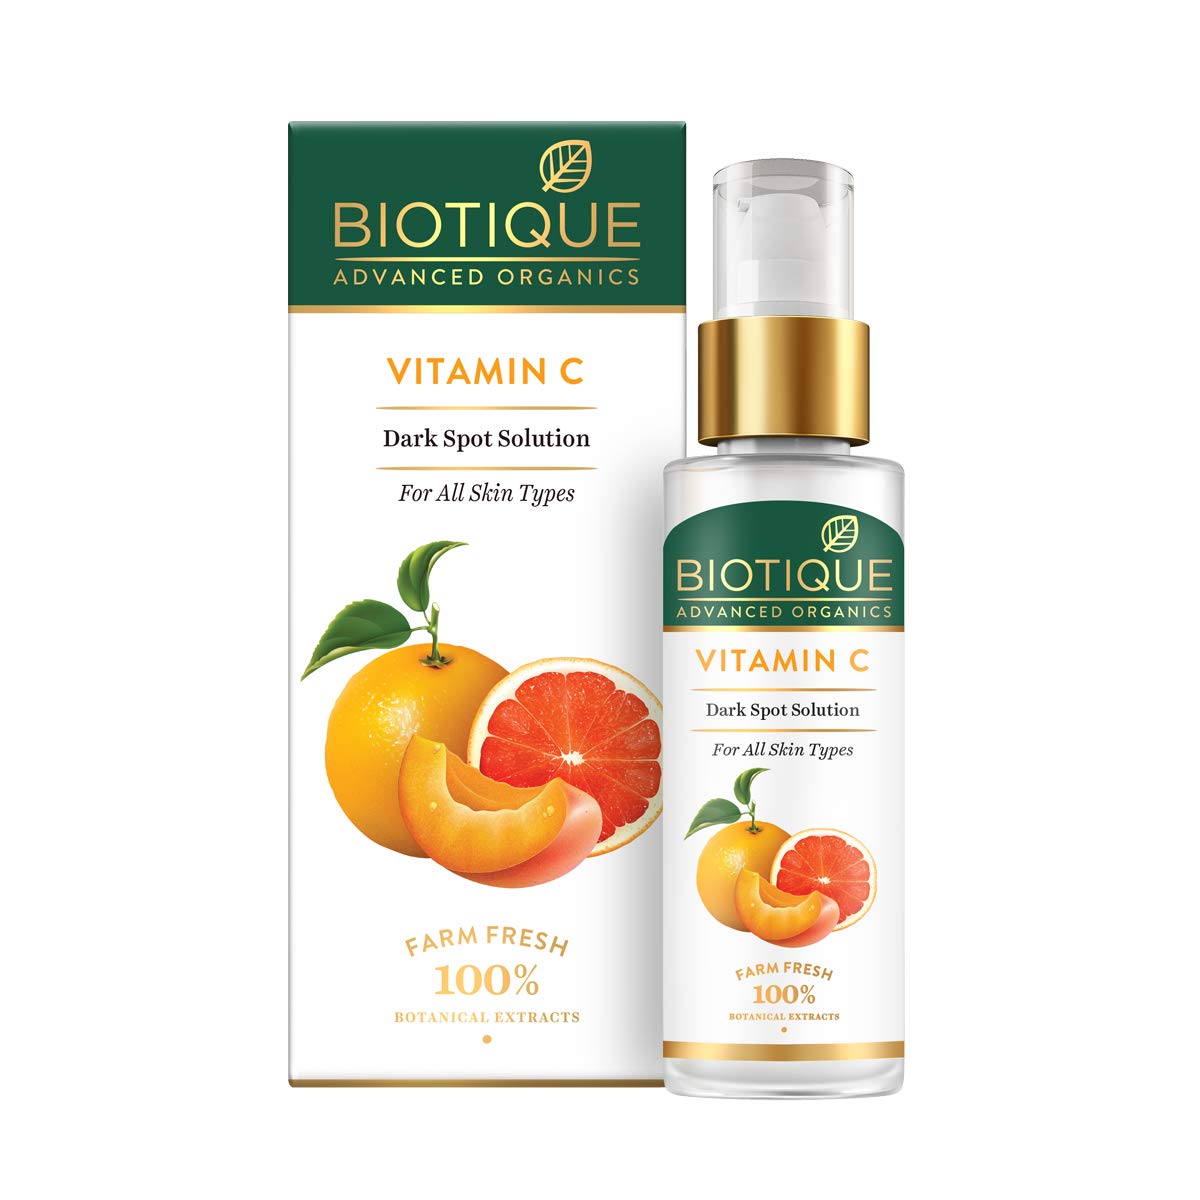 BIOTIQUE
ADVANCED ORGANICS
VITAMIN C
Dark Spot Solution
For All Skin Types
FARM FRESH
100%
BOTANICAL EXTRACTS
BIOTIQUE
ADVANCED ORGANICS
VITAMIN C
Dark Spot Solution
For All Skin Types
FARM FRESH
100%
BOTANICAL EXTRACTS